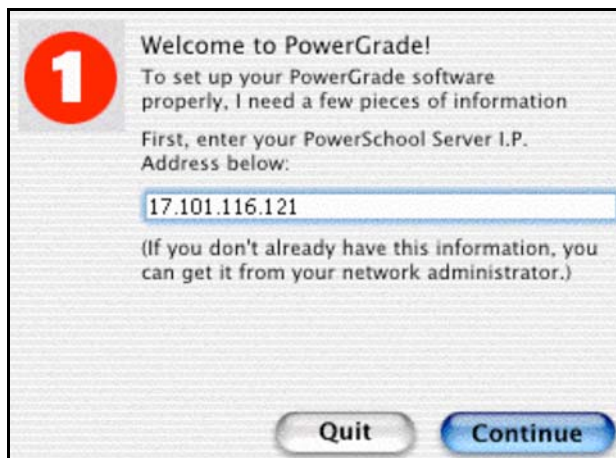 1
Welcome to PowerGrade!
To set up your PowerGrade software
properly, I need a few pieces of information
First, enter your PowerSchool Server I.P.
Address below:
17.101.116.121
(If you don't already have this information, you
can get it from your network administrator.)
Quit
Continue